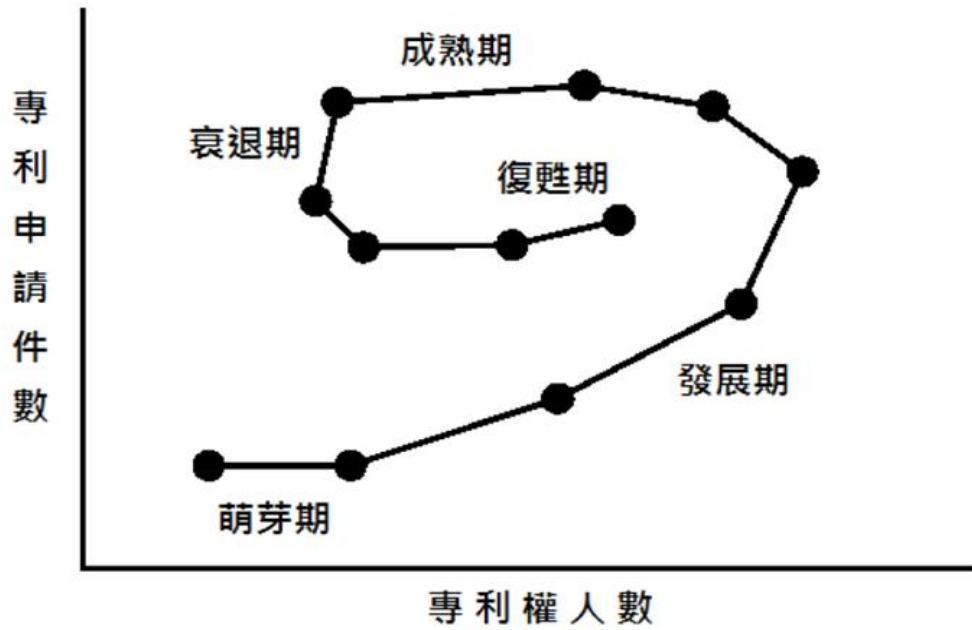 成熟期
專利申請件數
衰退期
復甦期
發展期
萌芽期
專利權人數